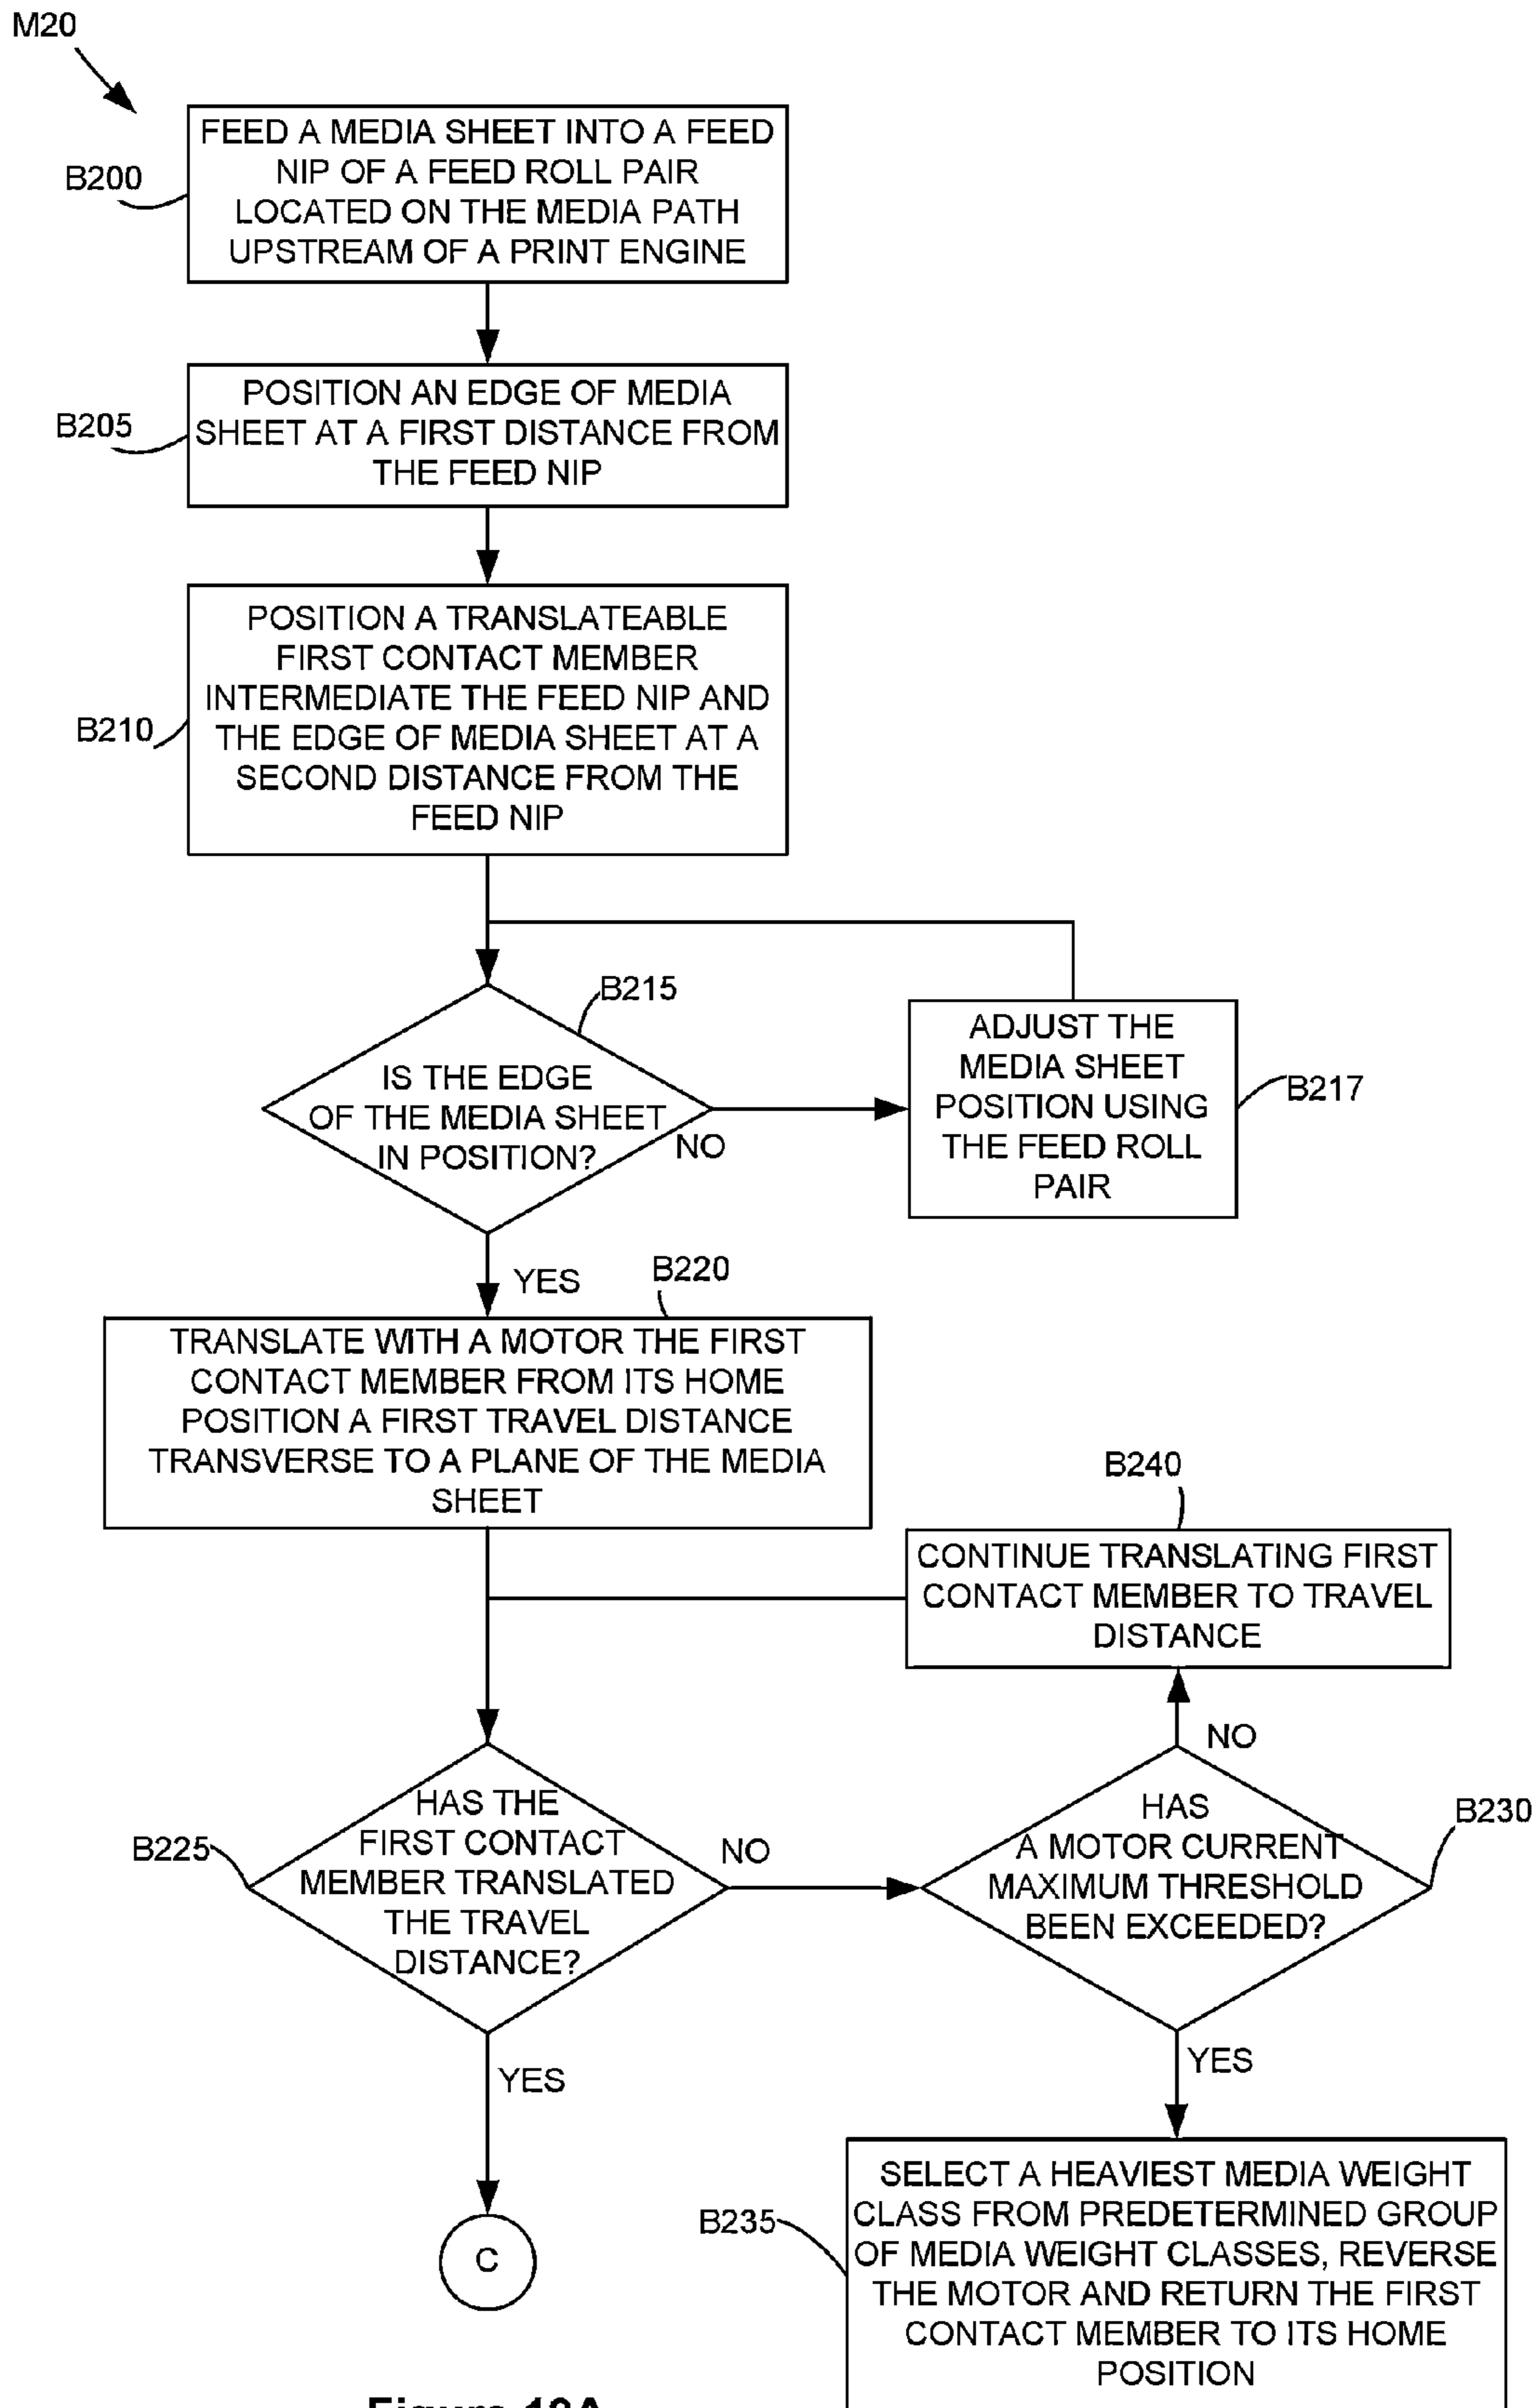 M20
B200
FEED A MEDIA SHEET INTO A FEED
NIP OF A FEED ROLL PAIR
LOCATED ON THE MEDIA PATH
UPSTREAM OF A PRINT ENGINE
B205
POSITION AN EDGE OF MEDIA
SHEET AT A FIRST DISTANCE FROM
THE FEED NIP
B210
POSITION A TRANSLATEABLE
FIRST CONTACT MEMBER
INTERMEDIATE THE FEED NIP AND
THE EDGE OF MEDIA SHEET AT A
SECOND DISTANCE FROM THE
FEED NIP
B215
IS THE EDGE
OF THE MEDIA SHEET
IN POSITION?
NO
ADJUST THE
MEDIA SHEET
POSITION USING
THE FEED ROLL
PAIR
B217
YES
B220
TRANSLATE WITH A MOTOR THE FIRST
CONTACT MEMBER FROM ITS HOME
POSITION A FIRST TRAVEL DISTANCE
TRANSVERSE TO A PLANE OF THE MEDIA
SHEET
B240
CONTINUE TRANSLATING FIRST
CONTACT MEMBER TO TRAVEL
DISTANCE
NO
B225
HAS THE
FIRST CONTACT
MEMBER TRANSLATED
THE TRAVEL
DISTANCE?
NO
HAS
A MOTOR CURRENT
MAXIMUM THRESHOLD
BEEN EXCEEDED?
B230
YES
YES
C
B235
SELECT A HEAVIEST MEDIA WEIGHT
CLASS FROM PREDETERMINED GROUP
OF MEDIA WEIGHT CLASSES, REVERSE
THE MOTOR AND RETURN THE FIRST
CONTACT MEMBER TO ITS HOME
POSITION